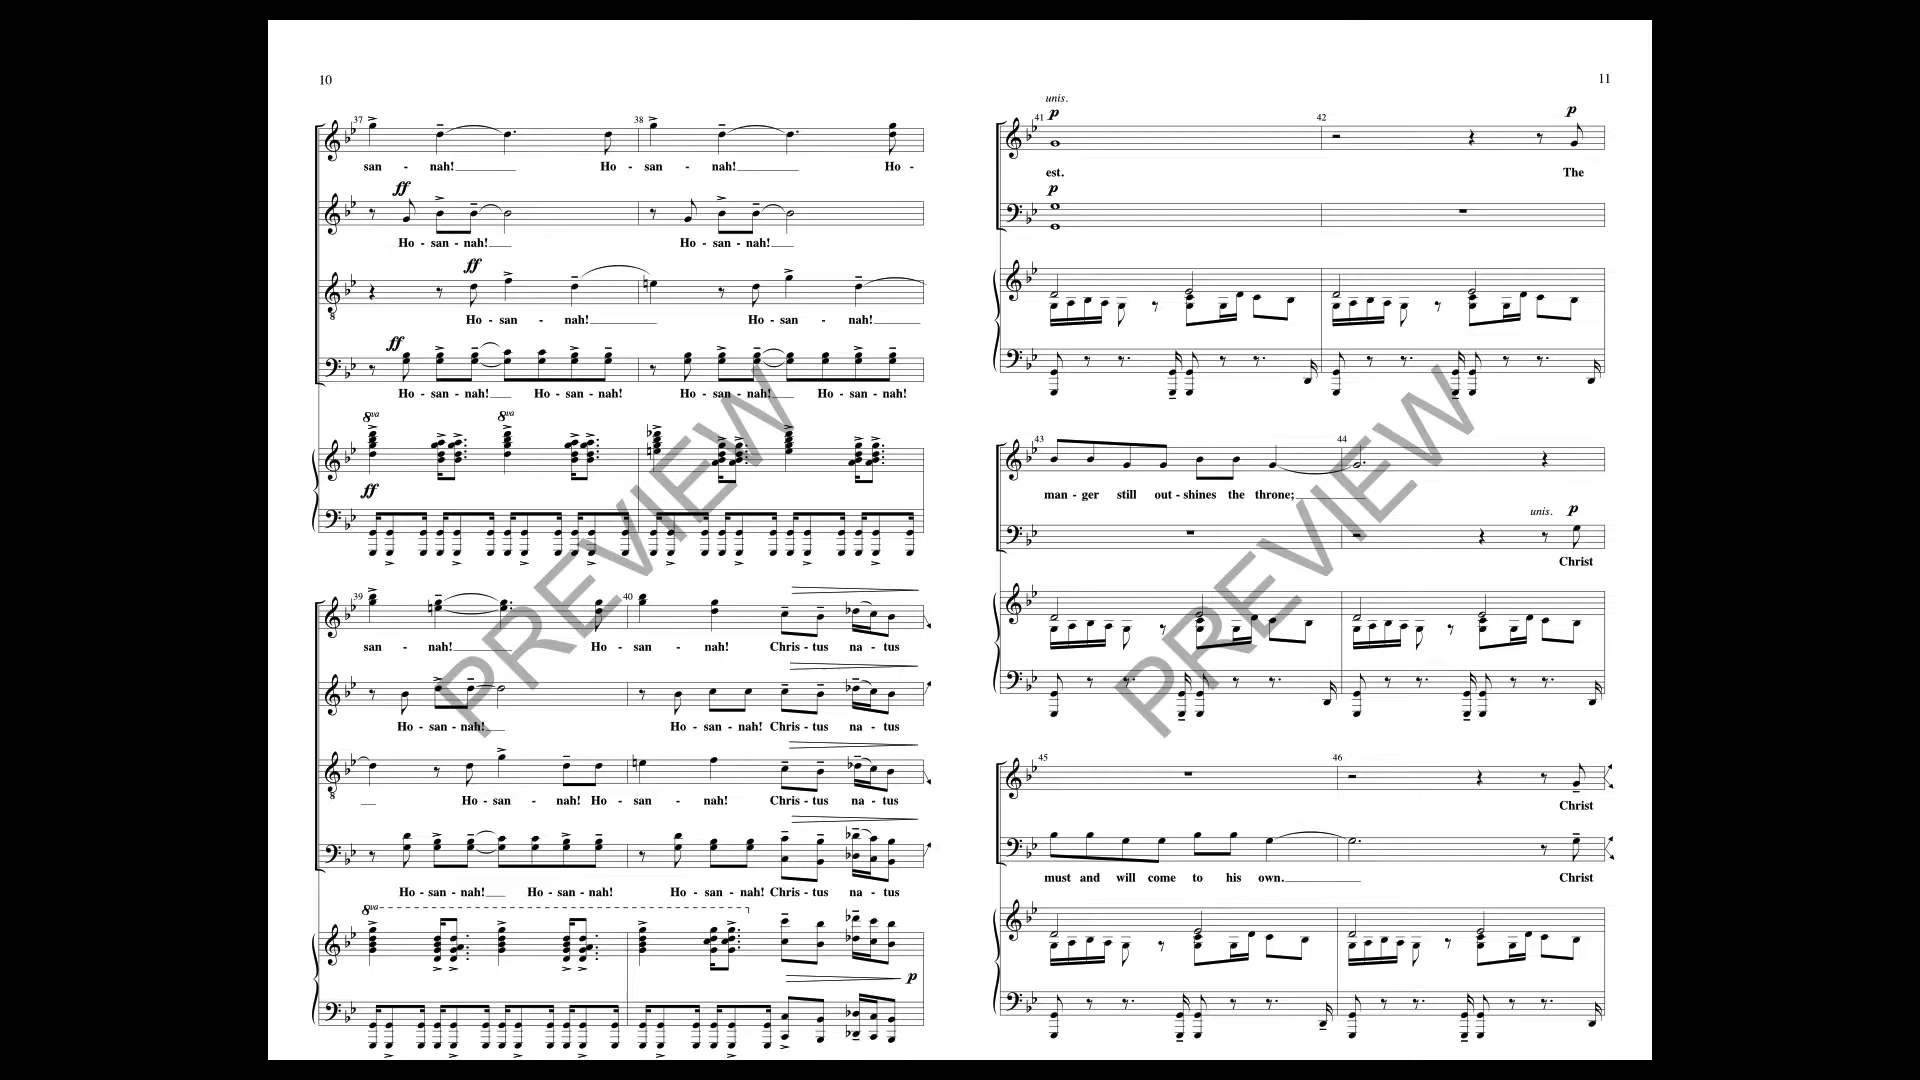 10
37 38
san - nah! Ho - san - nah! Ho -
ff
Ho - san - nah! Ho - san - nah!
ff
Ho - san - nah! Ho - san - nah!
ff
Ho - san - nah! Ho - san - nah! Ho - san - nah! Ho - san - nah!
8va 8va
ff
39 40
san - nah! Ho - san - nah! Chris - tus na - tus
Ho - san - nah! Ho - san - nah! Chris - tus na - tus
Ho - san - nah! Ho - san - nah! Chris - tus na - tus
Ho - san - nah! Ho - san - nah! Ho - san - nah! Chris - tus na - tus
8va
p
PREVIEW
11
unis.
41 p 42 p
est. The
p
43 44
man - ger still out - shines the throne;
unis. p
Christ
45 46
Christ
must and will come to his own. Christ
PREVIEW